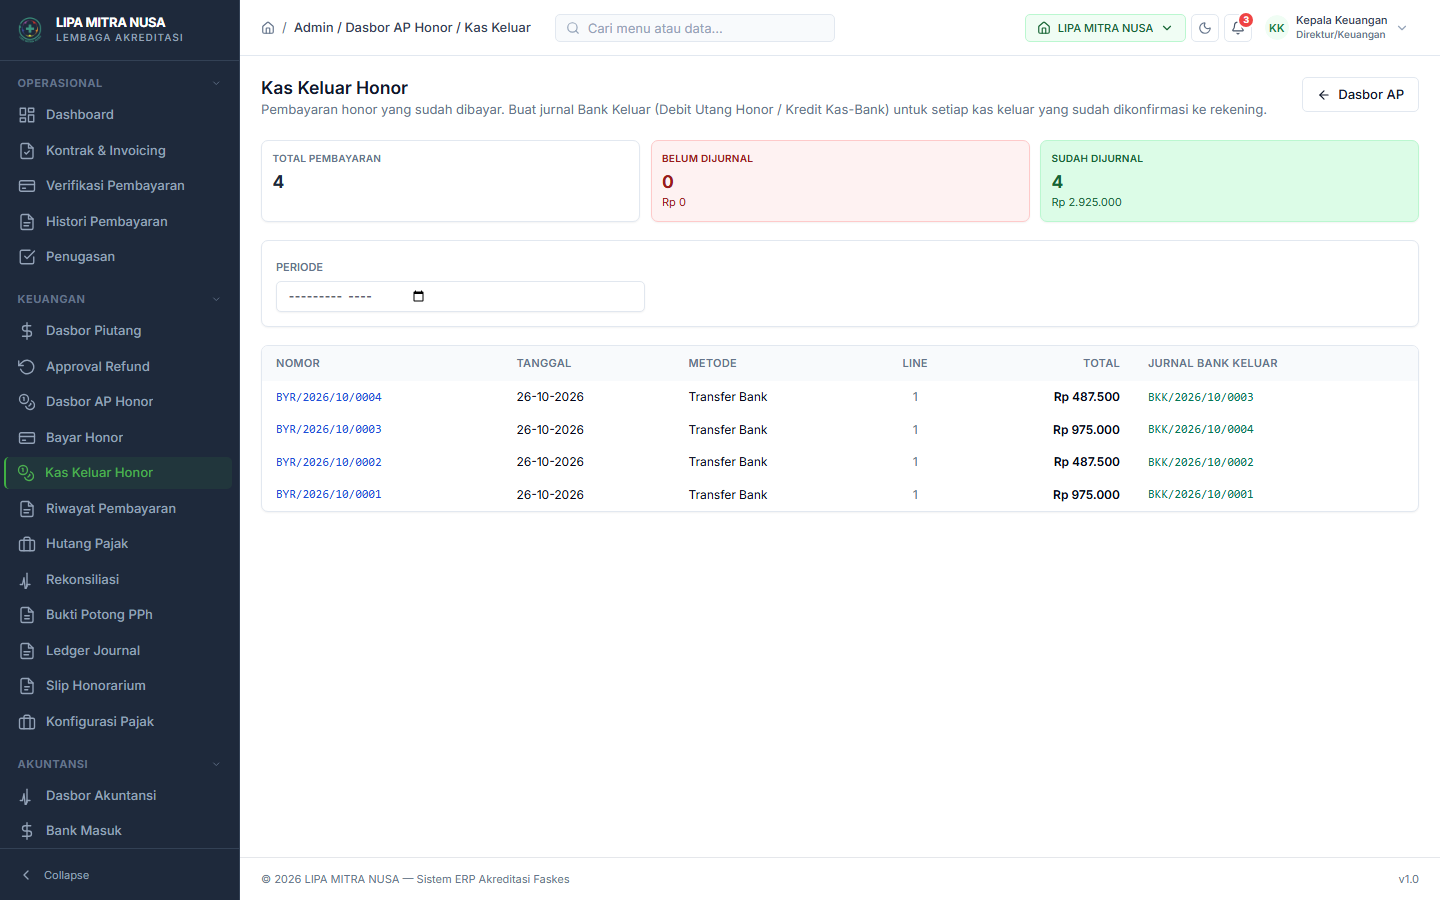 LIPA MITRA NUSA
LEMBAGA AKREDITASI
OPERASIONAL
Dashboard
Kontrak & Invoicing
Verifikasi Pembayaran
Histori Pembayaran
Penugasan
KEUANGAN
Dasbor Piutang
Approval Refund
Dasbor AP Honor
Bayar Honor
Kas Keluar Honor
Riwayat Pembayaran
Hutang Pajak
Rekonsiliasi
Bukti Potong PPh
Ledger Journal
Slip Honorarium
Konfigurasi Pajak
AKUNTANSI
Dasbor Akuntansi
Bank Masuk
Collapse
/ Admin / Dasbor AP Honor / Kas Keluar
Cari menu atau data...
LIPA MITRA NUSA
3
KK
Kepala Keuangan
Direktur/Keuangan
Kas Keluar Honor
Pembayaran honor yang sudah dibayar. Buat jurnal Bank Keluar (Debit Utang Honor / Kredit Kas-Bank) untuk setiap kas keluar yang sudah dikonfirmasi ke rekening.
Dasbor AP
TOTAL PEMBAYARAN
4
BELUM DIJURNAL
0
Rp 0
SUDAH DIJURNAL
4
Rp 2.925.000
PERIODE
--------- ----
NOMOR TANGGAL METODE LINE TOTAL JURNAL BANK KELUAR
BYR/2026/10/0004 26-10-2026 Transfer Bank 1 Rp 487.500 BKK/2026/10/0003
BYR/2026/10/0003 26-10-2026 Transfer Bank 1 Rp 975.000 BKK/2026/10/0004
BYR/2026/10/0002 26-10-2026 Transfer Bank 1 Rp 487.500 BKK/2026/10/0002
BYR/2026/10/0001 26-10-2026 Transfer Bank 1 Rp 975.000 BKK/2026/10/0001
© 2026 LIPA MITRA NUSA — Sistem ERP Akreditasi Faskes
v1.0